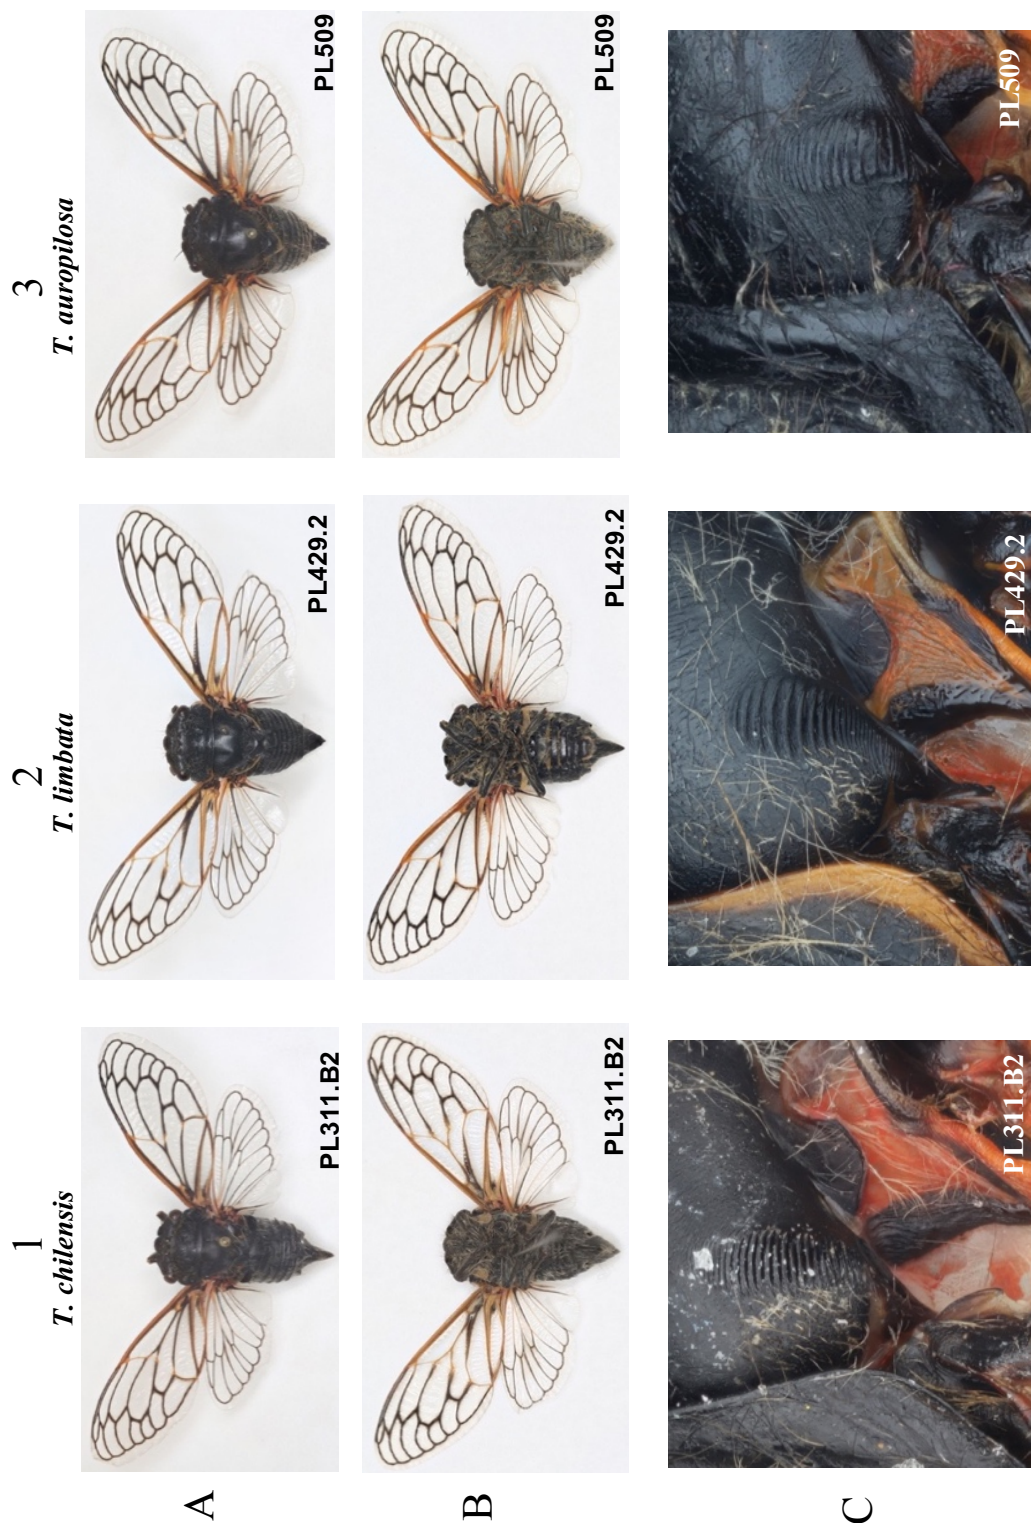 1
T. chilensis
2
T. limbata
3
T. auropilosa
A
PL311.B2
PL429.2
PL509
B
PL311.B2
PL429.2
PL509
C
PL311.B2
PL429.2
PL509